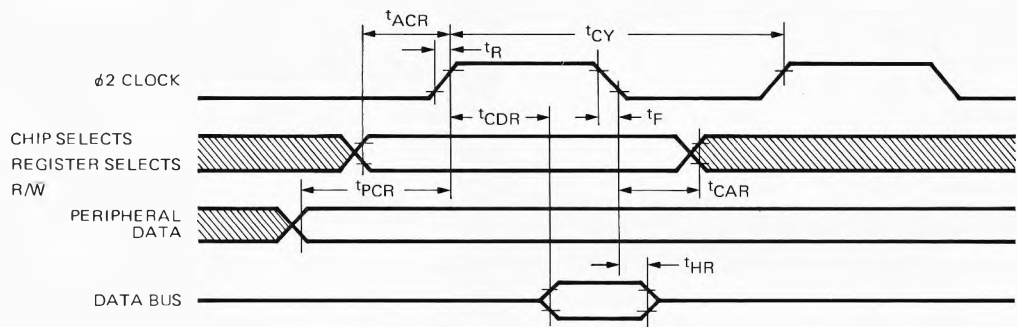 tACR
tCY
tR
ϕ2 CLOCK
tCDR
tF
CHIP SELECTS
REGISTER SELECTS
R/W̅
tPCR
tCAR
PERIPHERAL
DATA
tHR
DATA BUS